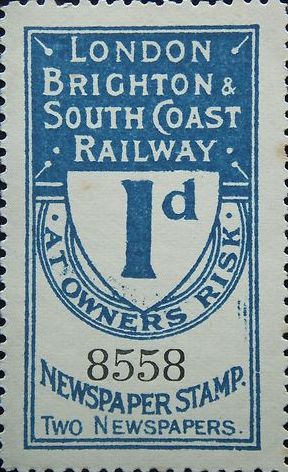 LONDON
BRIGHTON &
SOUTH COAST
· RAILWAY ·
1d
· AT OWNERS RISK ·
8558
NEWSPAPER STAMP.
TWO NEWSPAPERS.